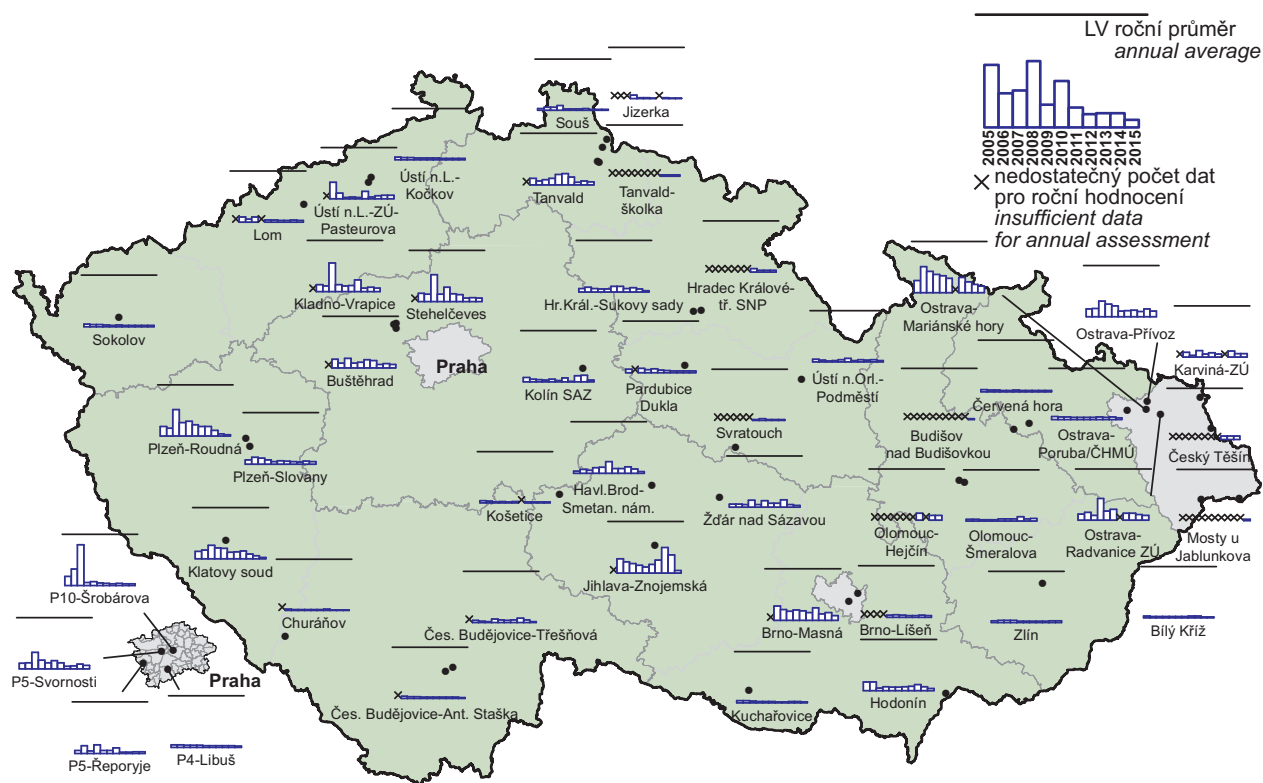 LV roční průměr
annual average
2005
2006
2007
2008
2009
2010
2011
2012
2013
2014
2015
× nedostatečný počet dat
pro roční hodnocení
insufficient data
for annual assessment
Jizerka
Souš
Ústí n.L.-
Kočkov
Tanvald
Tanvald-
školka
Ústí n.L.-ZÚ-
Pasteurova
Lom
Kladno-Vrapice
Stehelčeves
Hr.Král.-Sukovy sady
Hradec Králové-
tř. SNP
Ostrava-
Mariánské hory
Ostrava-Přívoz
Karviná-ZÚ
Sokolov
Buštěhrad
Praha
Kolín SAZ
Pardubice
Dukla
Ústí n.Orl.-
Podměstí
Červená hora
Plzeň-Roudná
Plzeň-Slovany
Svratouch
Budišov
nad Budišovkou
Ostrava-
Poruba/ČHMÚ
Český Těšín
Košetice
Havl.Brod-
Smetan. nám.
Žďár nad Sázavou
Olomouc-
Hejčín
Olomouc-
Šmeralova
Ostrava-
Radvanice ZÚ
Mosty u
Jablunkova
Klatovy soud
Jihlava-Znojemská
P10-Šrobárova
Churáňov
Čes. Budějovice-Třešňová
Brno-Masná
Brno-Líšeň
Zlín
Bílý Kříž
P5-Svornosti
Praha
Čes. Budějovice-Ant. Staška
Kuchařovice
Hodonín
P5-Řeporyje
P4-Libuš